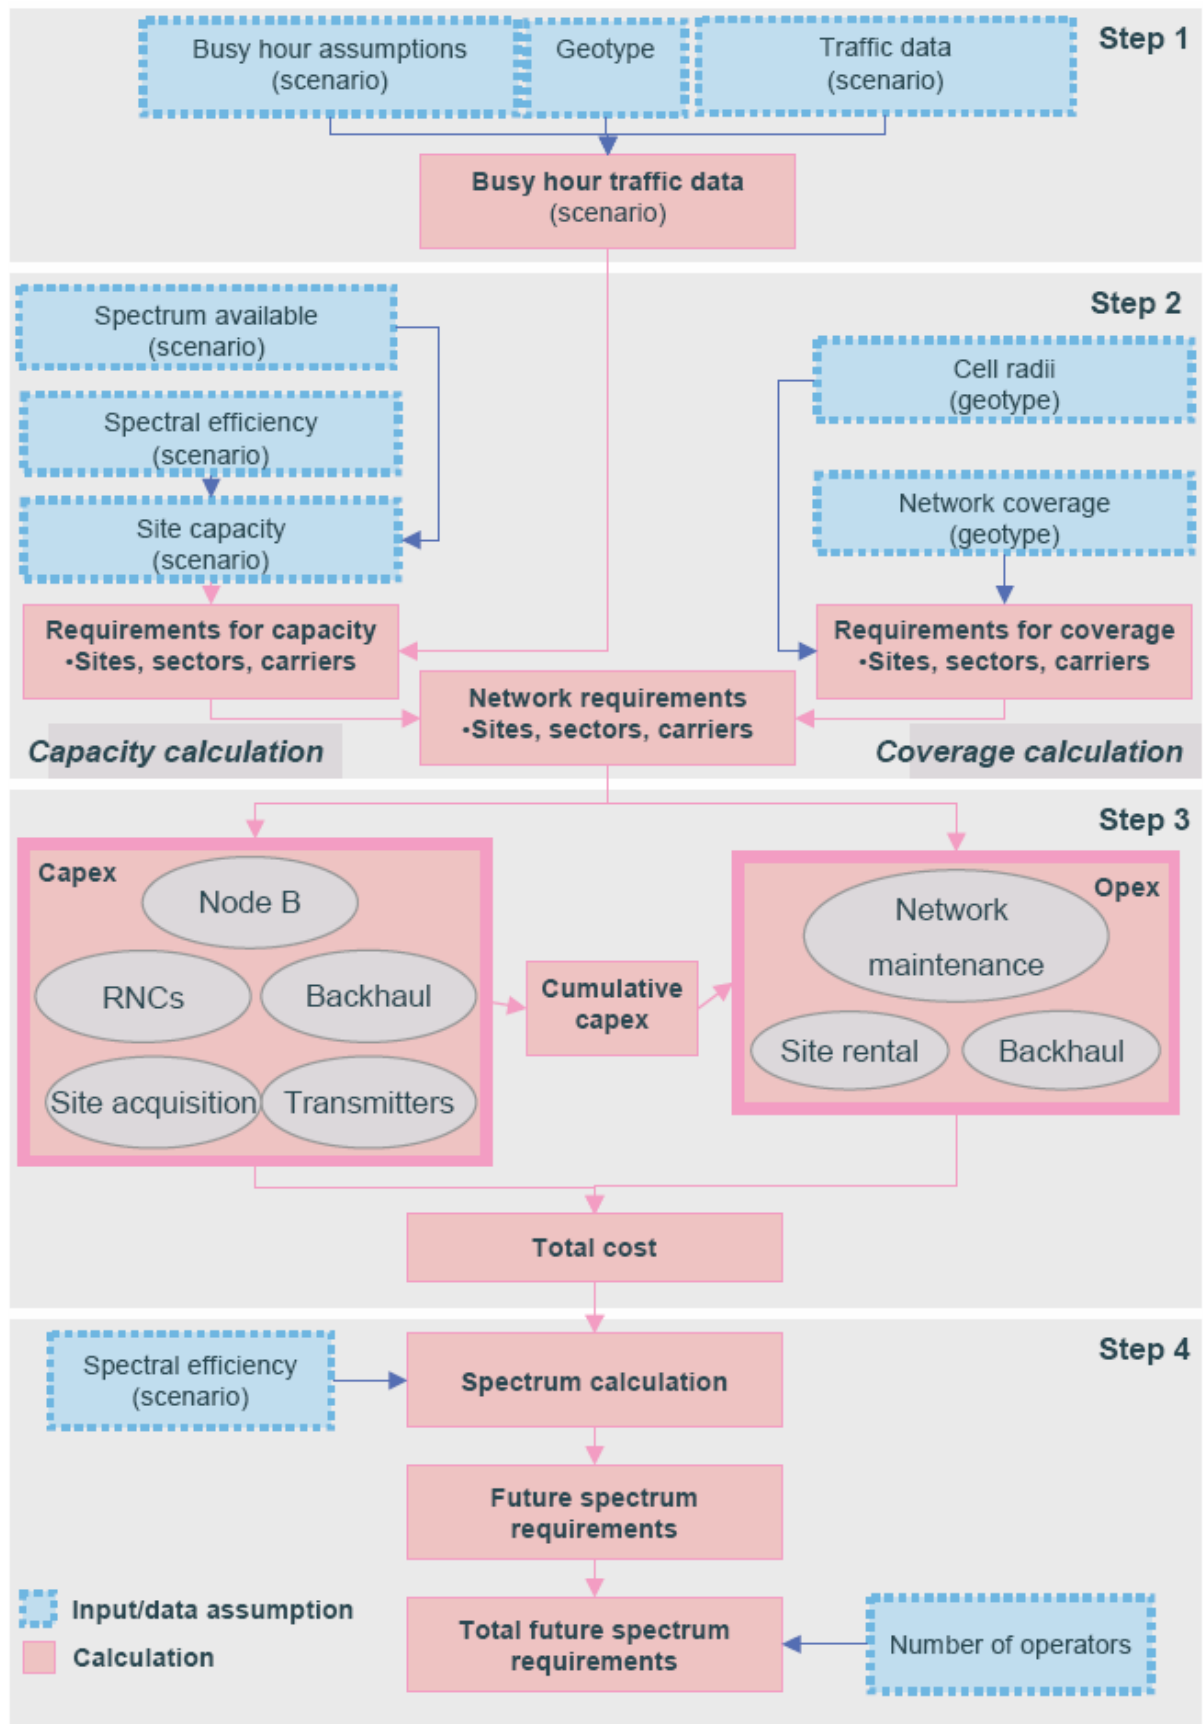 Step 1
Busy hour assumptions
(scenario)
Geotype
Traffic data
(scenario)
Busy hour traffic data
(scenario)
Step 2
Spectrum available
(scenario)
Spectral efficiency
(scenario)
Site capacity
(scenario)
Cell radii
(geotype)
Network coverage
(geotype)
Requirements for capacity
•Sites, sectors, carriers
Requirements for coverage
•Sites, sectors, carriers
Network requirements
•Sites, sectors, carriers
Capacity calculation
Coverage calculation
Step 3
Capex
Node B
RNCs
Backhaul
Site acquisition
Transmitters
Cumulative
capex
Opex
Network
maintenance
Site rental
Backhaul
Total cost
Step 4
Spectral efficiency
(scenario)
Spectrum calculation
Future spectrum
requirements
Total future spectrum
requirements
Number of operators
Input/data assumption
Calculation